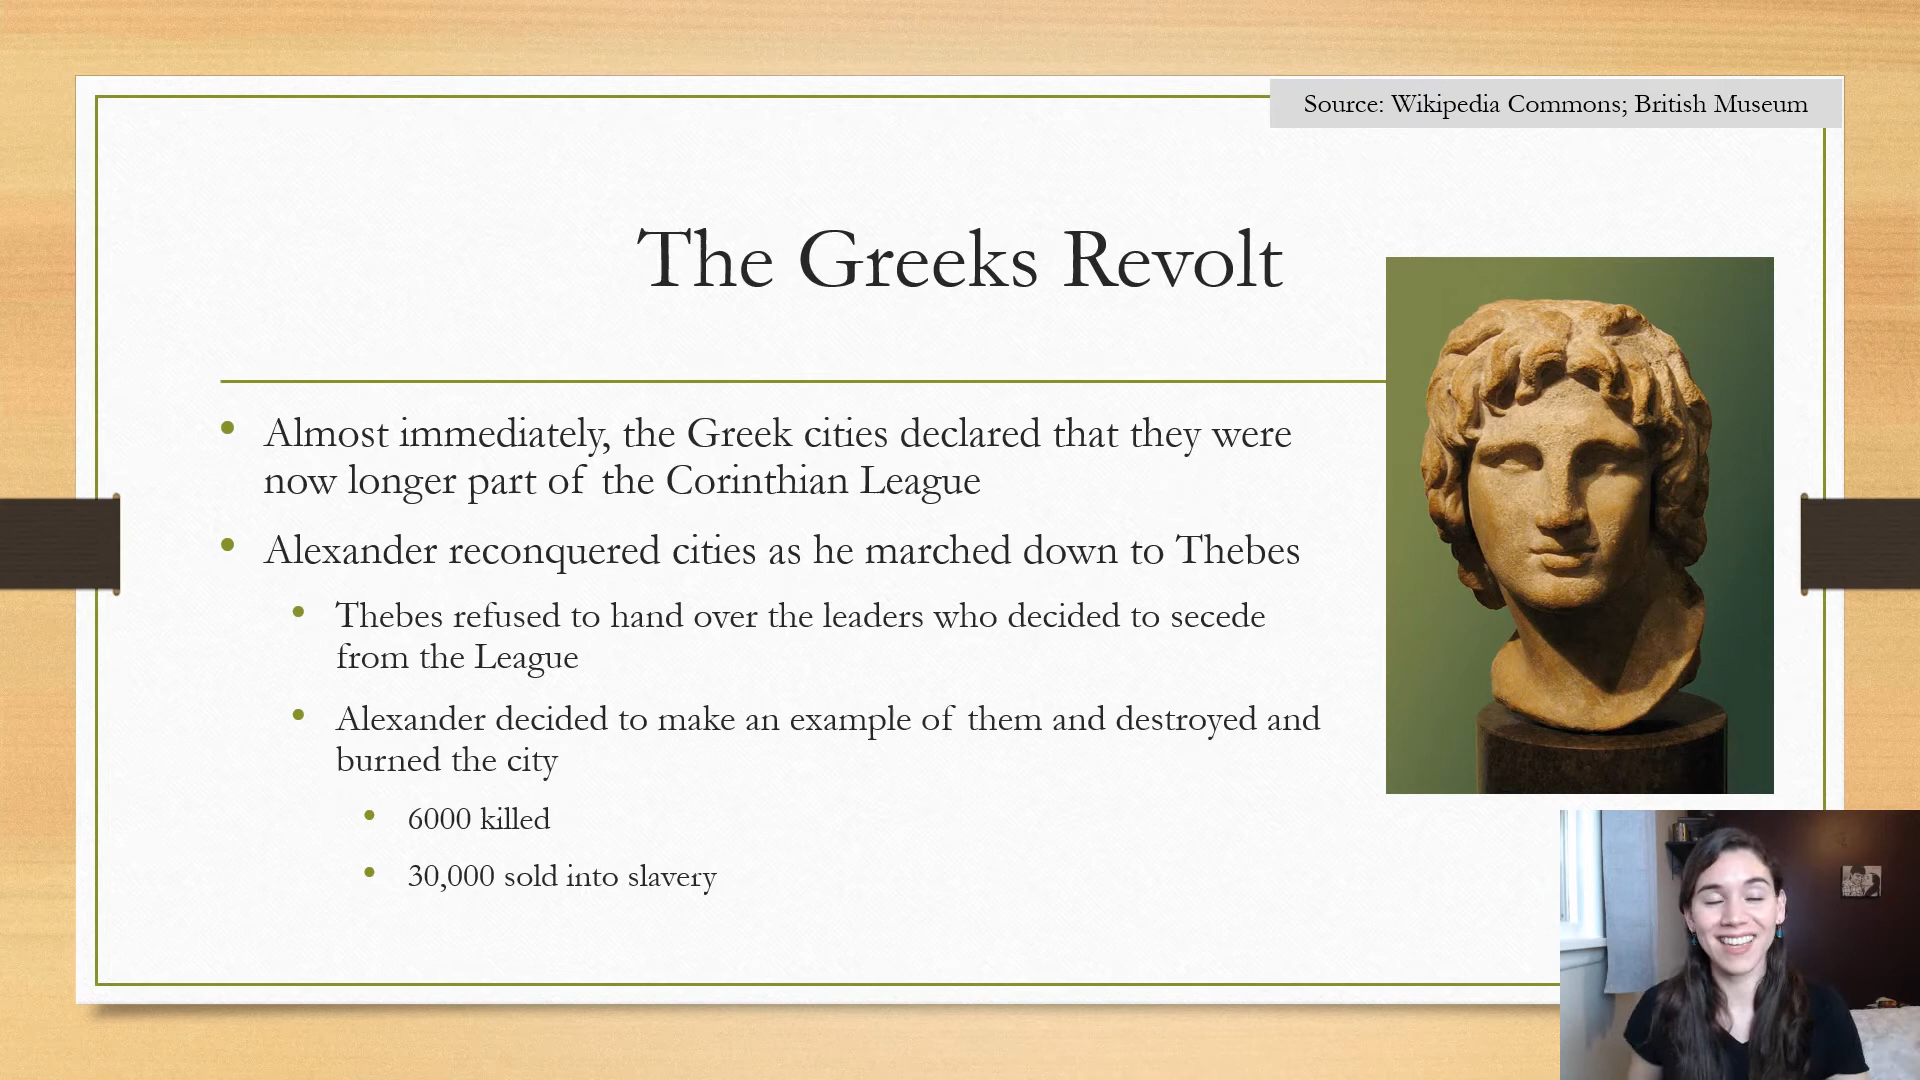 Source: Wikipedia Commons; British Museum
The Greeks Revolt
Almost immediately, the Greek cities declared that they were
now longer part of the Corinthian League
Alexander reconquered cities as he marched down to Thebes
Thebes refused to hand over the leaders who decided to secede
from the League
Alexander decided to make an example of them and destroyed and
burned the city
6000 killed
30,000 sold into slavery